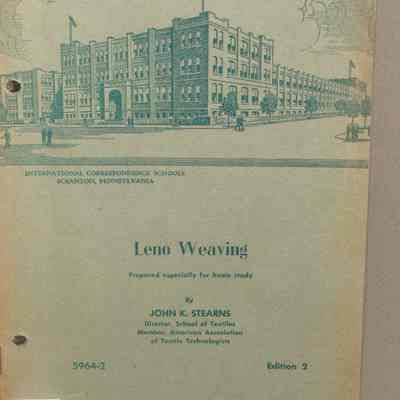 INTERNATIONAL CORRESPONDENCE SCHOOLS
SCRANTON, PENNSYLVANIA
Leno Weaving
Prepared especially for home study
By
JOHN K. STEARNS
Director, School of Textiles
Member, American Association
of Textile Technologists
5964-2
Edition 2